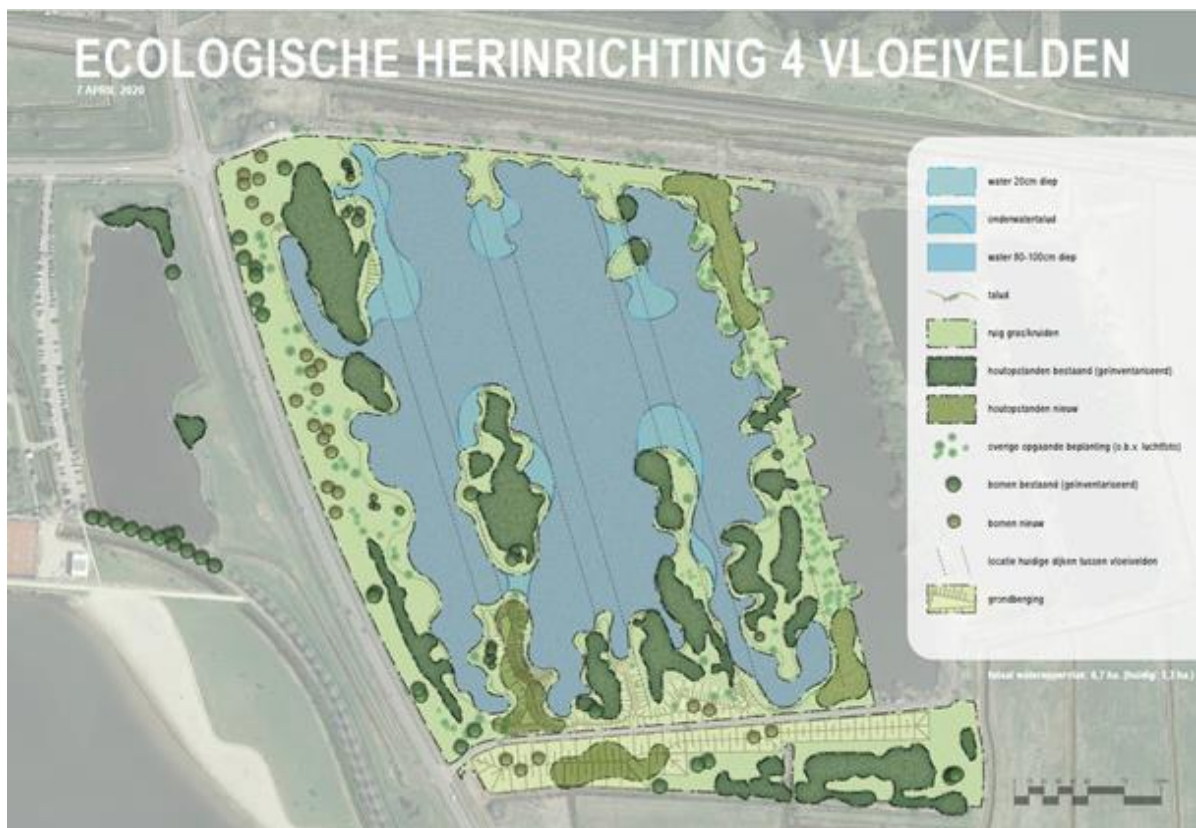 ECOLOGISCHE HERINRICHTING 4 VLOEIVELDEN
7 APRIL 2020
water 20cm diep
onderwatertalud
water 80-100cm diep
talud
ruig gras/kruiden
houtopstanden bestaand (geïnventariseerd)
houtopstanden nieuw
overige opgaande beplanting (o.b.v. luchtfoto)
bomen bestaand (geïnventariseerd)
bomen nieuw
locatie huidige dijken tussen vloeivelden
grondberging
totaal wateroppervlak: